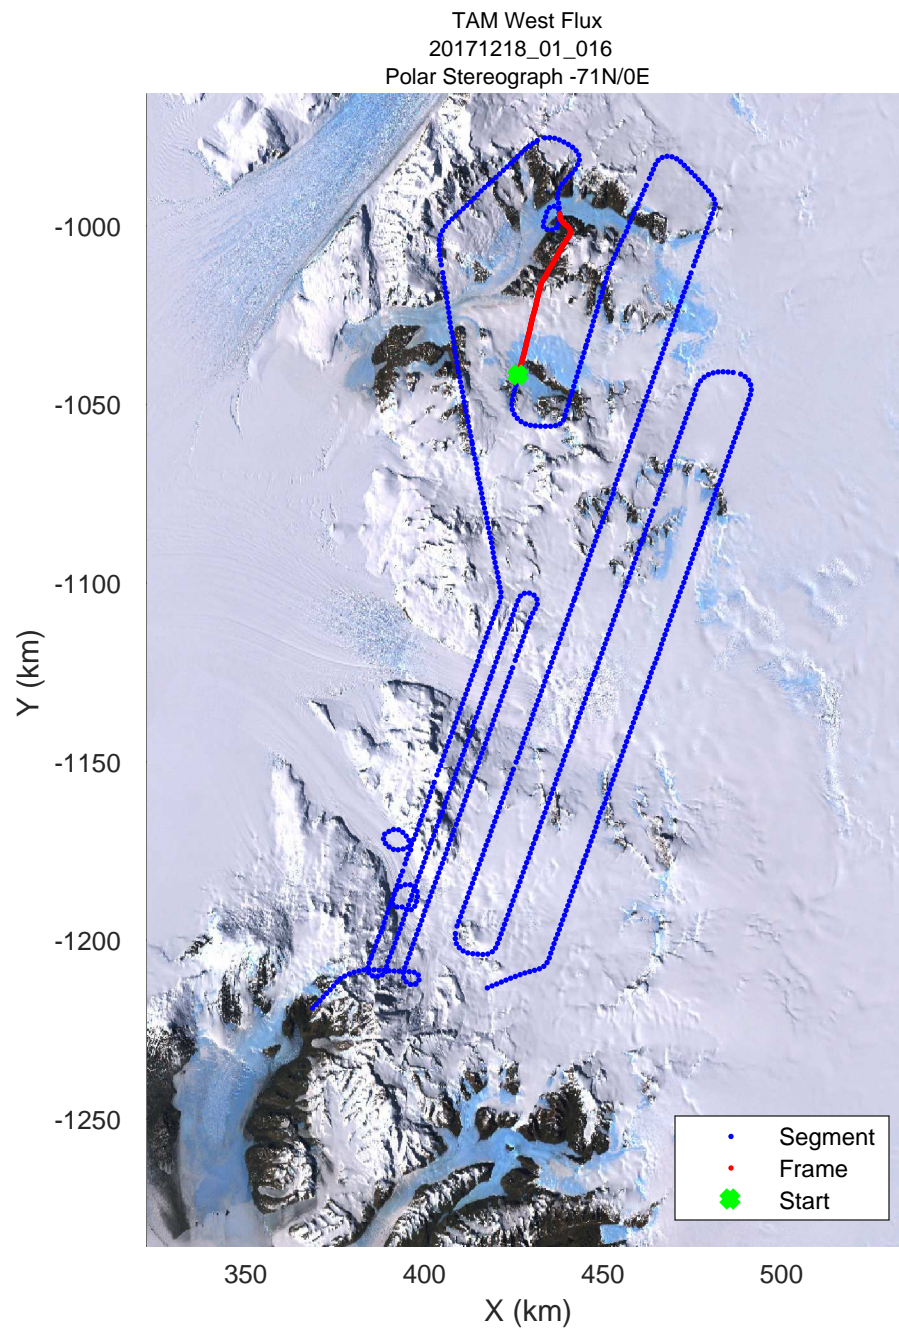 TAM West Flux
20171218_01_016
Polar Stereograph -71N/0E
-1000
-1050
-1100
-1150
-1200
-1250
Y (km)
Segment
Frame
Start
350
400
450
500
X (km)